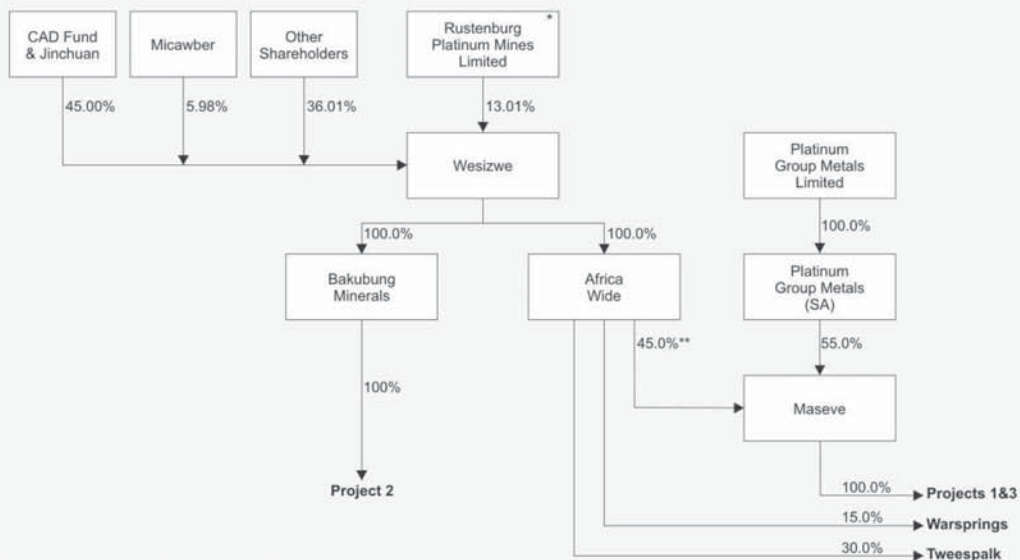 CAD Fund
& Jinchuan
Micawber
Other
Shareholders
*
Rustenburg
Platinum Mines
Limited
45.00%
5.98%
36.01%
13.01%
Wesizwe
Platinum
Group Metals
Limited
100.0%
100.0%
100.0%
Bakubung
Minerals
Africa
Wide
Platinum
Group Metals
(SA)
45.0%**
55.0%
100%
Maseve
Project 2
100.0%
Projects 1&3
15.0%
Warsprings
30.0%
Tweespalk